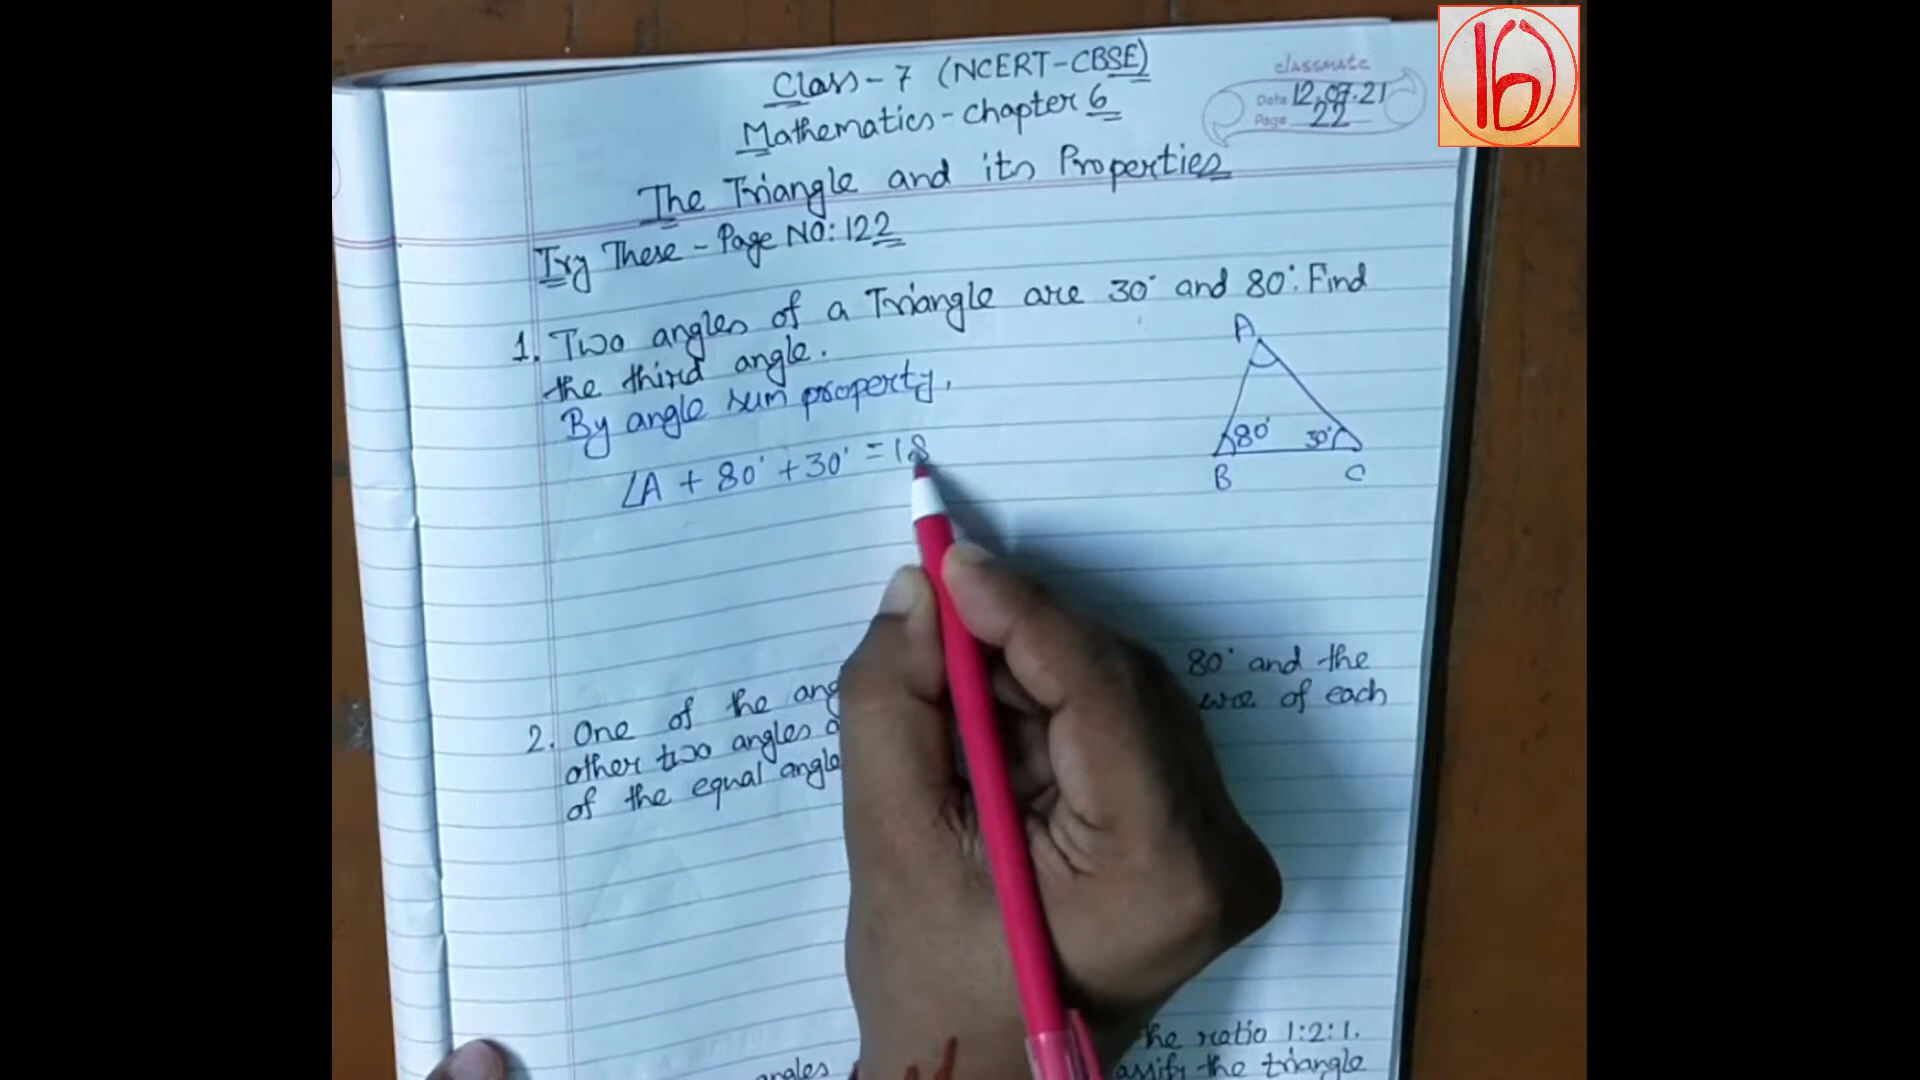 Class-7 (NCERT-CBSE)
Mathematics-Chapter 6
classmate
Date 12.07.21
Page 22
The Triangle and its Properties
Try These - Page NO: 122
1. Two angles of a Triangle are 30° and 80°. Find
the third angle.
By angle sum property,
∠A + 80° + 30° = 18
A
80°
30°
B
C
2. One of the ang 80° and the
other two angles of each
of the equal angle
the ratio 1:2:1.
angles the triangle